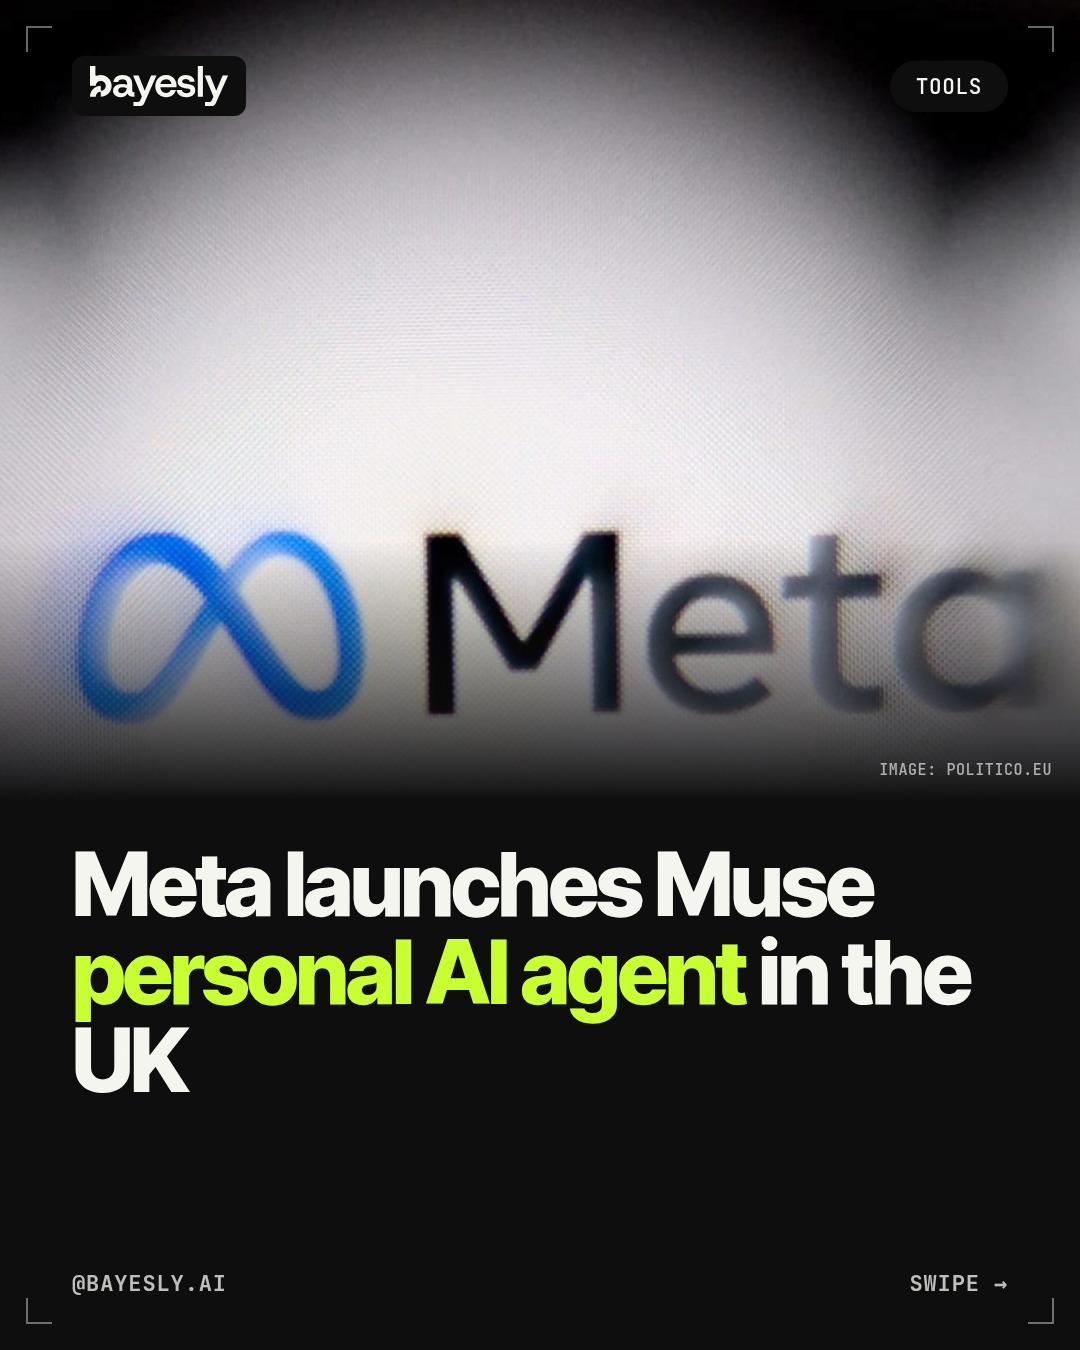 bayesly
TOOLS
Meta
IMAGE: POLITICO.EU
Meta launches Muse
personal AI agent in the
UK
@BAYESLY.AI
SWIPE →